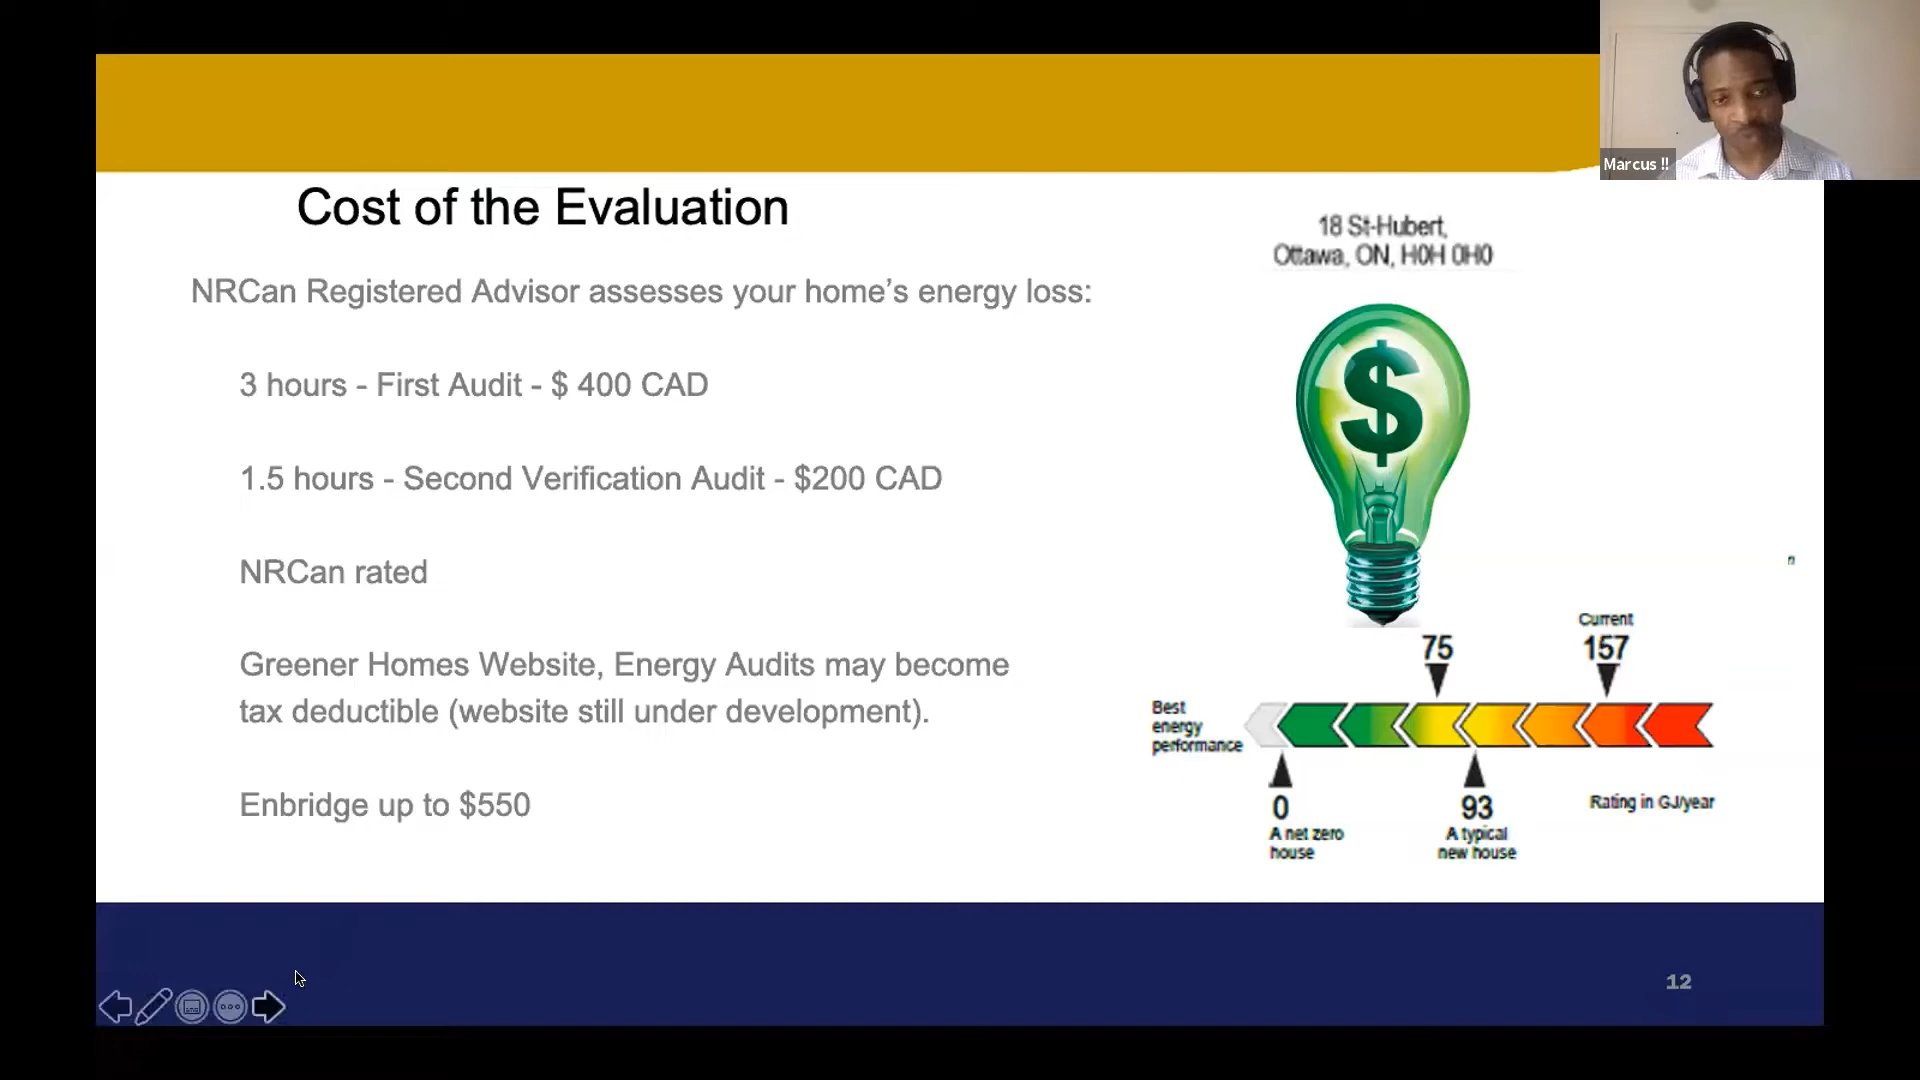 Marcus !!
Cost of the Evaluation
NRCan Registered Advisor assesses your home’s energy loss:
3 hours - First Audit - $ 400 CAD
1.5 hours - Second Verification Audit - $200 CAD
NRCan rated
Greener Homes Website, Energy Audits may become
tax deductible (website still under development).
Enbridge up to $550
18 St-Hubert,
Ottawa, ON, H0H 0H0
$
Current
75
157
Best
energy
performance
0
A net zero
house
93
A typical
new house
Rating in GJ/year
12